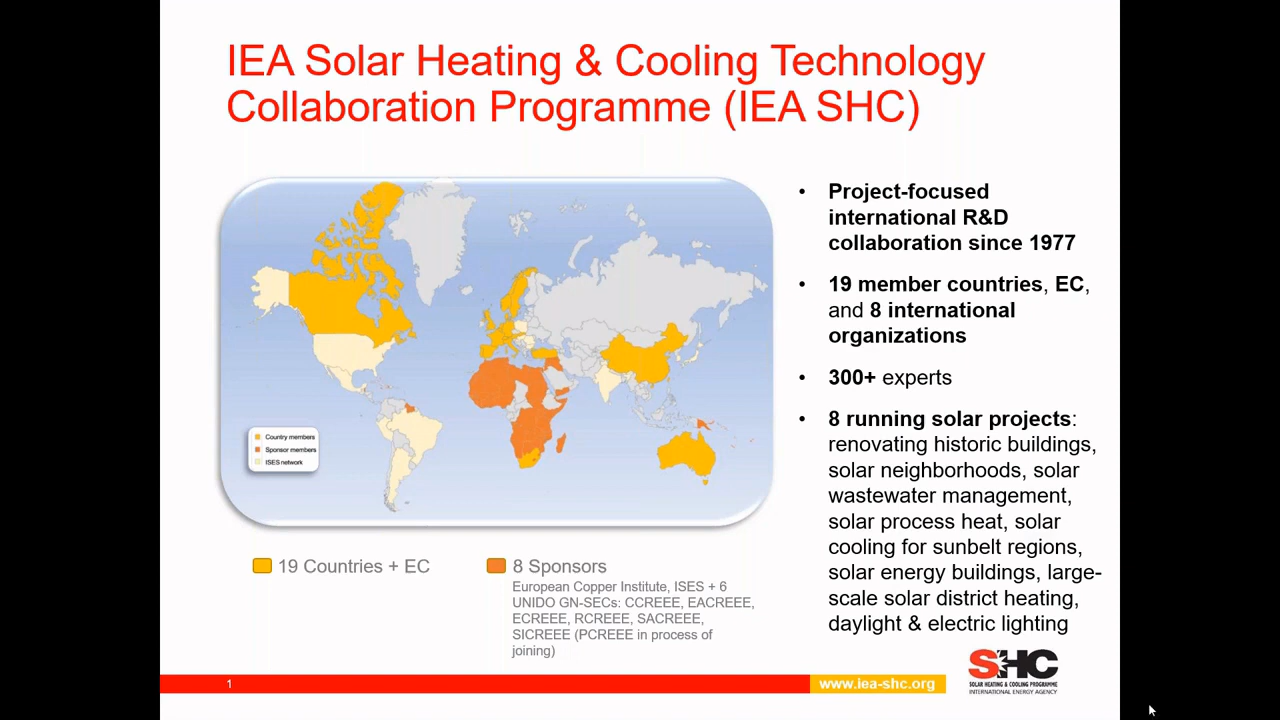 IEA Solar Heating & Cooling Technology
Collaboration Programme (IEA SHC)
Country members
Sponsor members
ISES network
19 Countries + EC
8 Sponsors
European Copper Institute, ISES + 6
UNIDO GN-SECs: CCREEE, EACREEE,
ECREEE, RCREEE, SACREEE,
SICREEE (PCREEE in process of
joining)
• Project-focused
international R&D
collaboration since 1977
• 19 member countries, EC,
and 8 international
organizations
• 300+ experts
• 8 running solar projects:
renovating historic buildings,
solar neighborhoods, solar
wastewater management,
solar process heat, solar
cooling for sunbelt regions,
solar energy buildings, large-
scale solar district heating,
daylight & electric lighting
1
www.iea-shc.org
SHC
SOLAR HEATING & COOLING PROGRAMME
INTERNATIONAL ENERGY AGENCY